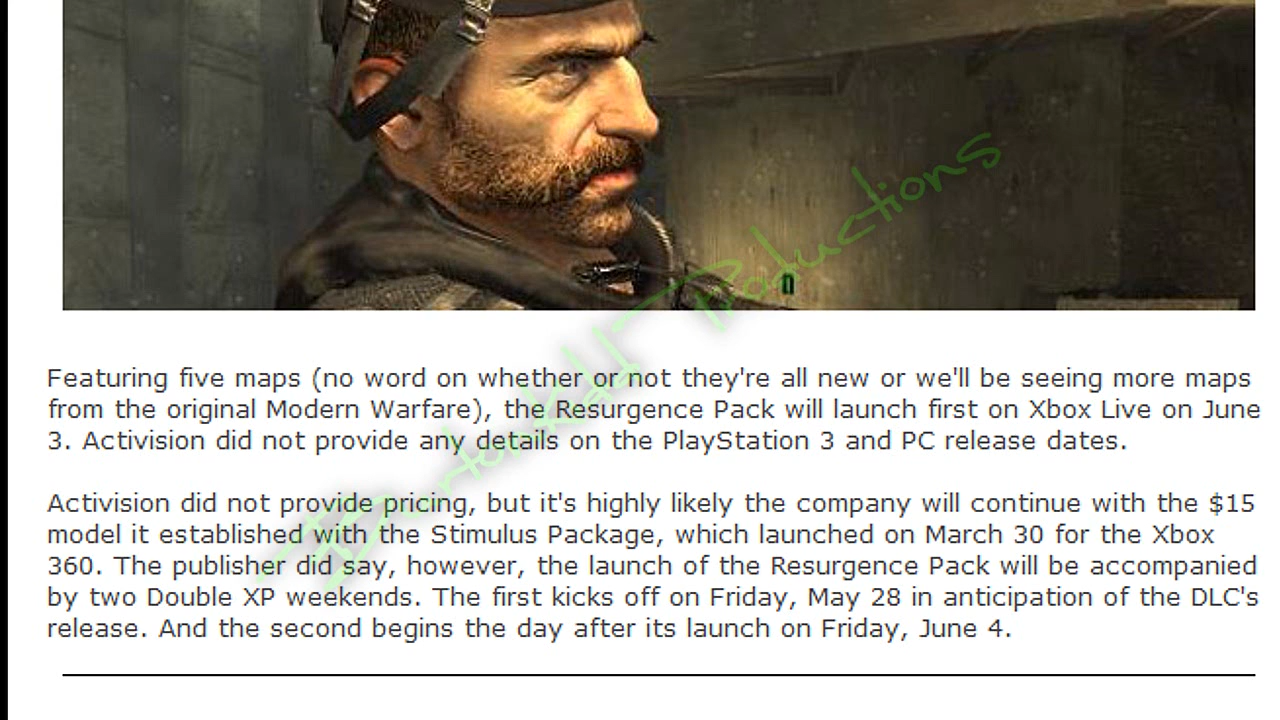 Featuring five maps (no word on whether or not they're all new or we'll be seeing more maps
from the original Modern Warfare), the Resurgence Pack will launch first on Xbox Live on June
3. Activision did not provide any details on the PlayStation 3 and PC release dates.
Activision did not provide pricing, but it's highly likely the company will continue with the $15
model it established with the Stimulus Package, which launched on March 30 for the Xbox
360. The publisher did say, however, the launch of the Resurgence Pack will be accompanied
by two Double XP weekends. The first kicks off on Friday, May 28 in anticipation of the DLC's
release. And the second begins the day after its launch on Friday, June 4.
Productions